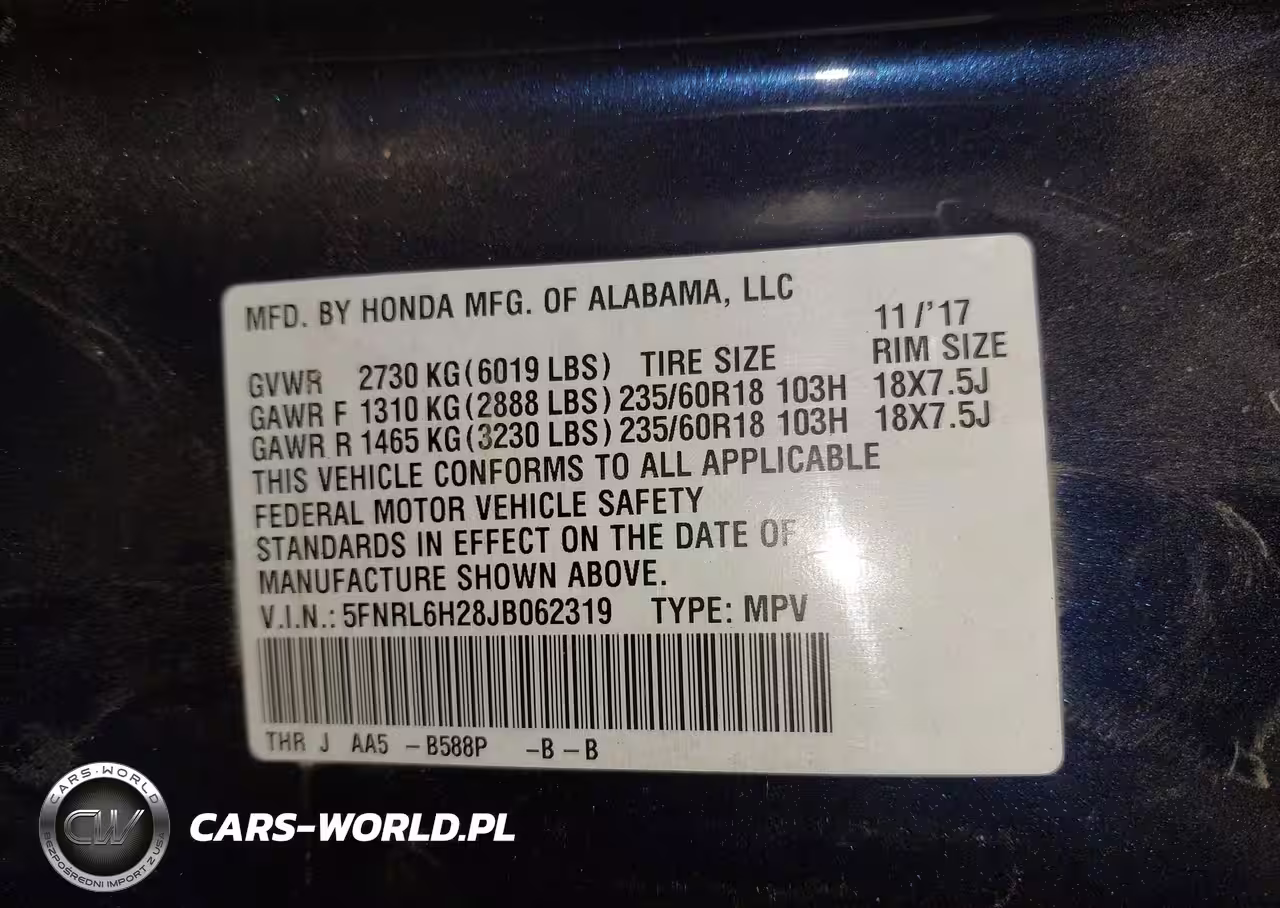 MFD. BY HONDA MFG. OF ALABAMA, LLC
11/'17
GVWR 2730 KG (6019 LBS) TIRE SIZE RIM SIZE
GAWR F 1310 KG (2888 LBS) 235/60R18 103H 18X7.5J
GAWR R 1465 KG (3230 LBS) 235/60R18 103H 18X7.5J
THIS VEHICLE CONFORMS TO ALL APPLICABLE
FEDERAL MOTOR VEHICLE SAFETY
STANDARDS IN EFFECT ON THE DATE OF
MANUFACTURE SHOWN ABOVE.
V.I.N.: 5FNRL6H28JB062319 TYPE: MPV
THR J AA5 -B588P -B -B
CARS-WORLD
CW
BEZPOŚREDNI IMPORT Z USA
CARS-WORLD.PL